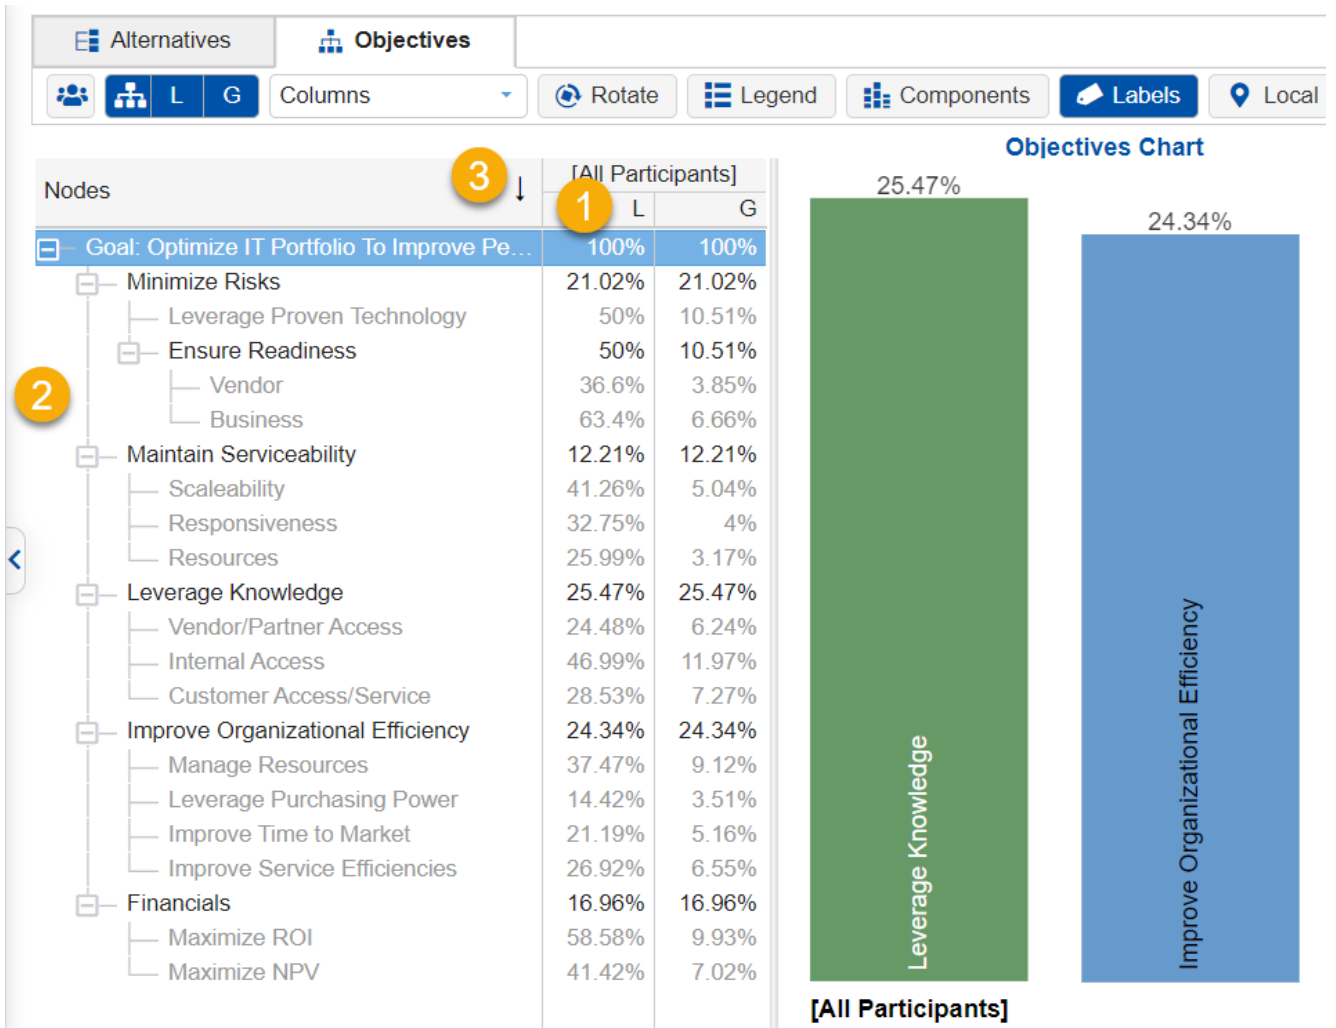 Alternatives Objectives
L G Columns Rotate Legend Components Labels Local
Objectives Chart
Nodes 3 ↓ [All Participants]
1 L G
Goal: Optimize IT Portfolio To Improve Pe... 100% 100%
Minimize Risks 21.02% 21.02%
Leverage Proven Technology 50% 10.51%
Ensure Readiness 50% 10.51%
Vendor 36.6% 3.85%
2
Business 63.4% 6.66%
Maintain Serviceability 12.21% 12.21%
Scaleability 41.26% 5.04%
Responsiveness 32.75% 4%
Resources 25.99% 3.17%
Leverage Knowledge 25.47% 25.47%
Vendor/Partner Access 24.48% 6.24%
Internal Access 46.99% 11.97%
Customer Access/Service 28.53% 7.27%
Improve Organizational Efficiency 24.34% 24.34%
Manage Resources 37.47% 9.12%
Leverage Purchasing Power 14.42% 3.51%
Improve Time to Market 21.19% 5.16%
Improve Service Efficiencies 26.92% 6.55%
Financials 16.96% 16.96%
Maximize ROI 58.58% 9.93%
Maximize NPV 41.42% 7.02%
25.47%
24.34%
Leverage Knowledge
Improve Organizational Efficiency
[All Participants]